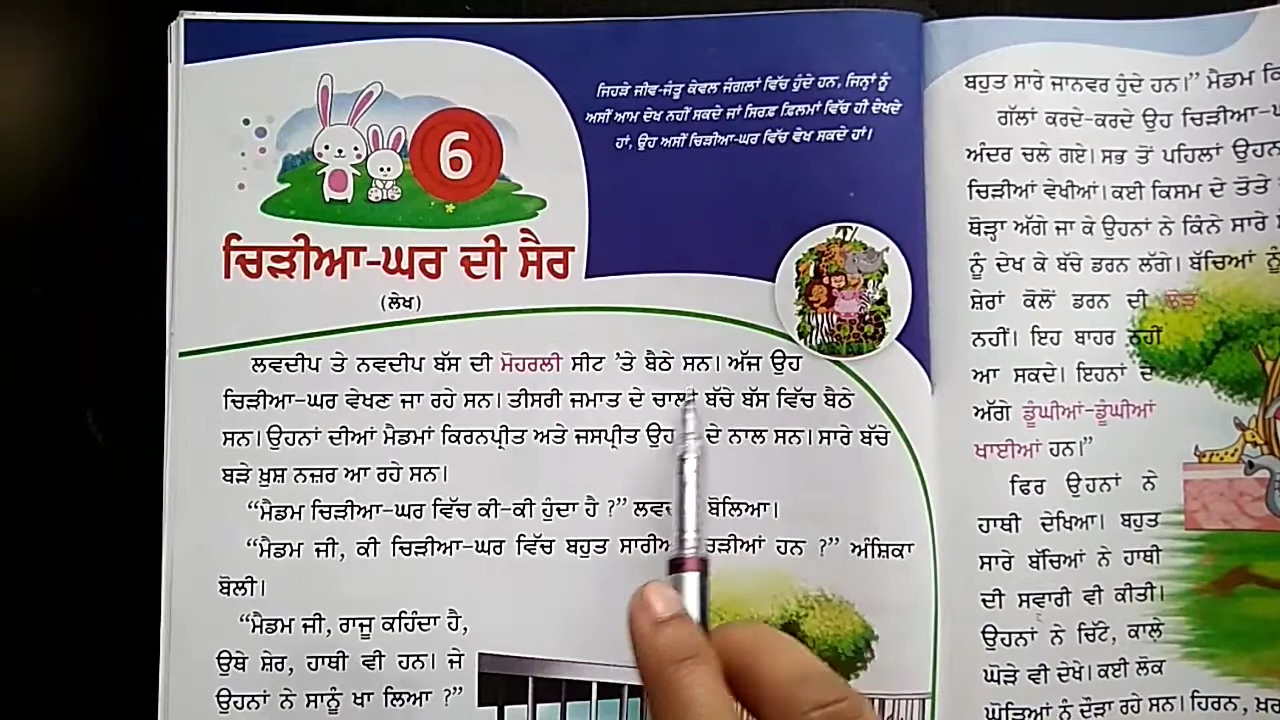 ਜਿਹੜੇ ਜੀਵ-ਜੰਤੂ ਕੇਵਲ ਜੰਗਲਾਂ ਵਿੱਚ ਹੁੰਦੇ ਹਨ, ਜਿਨ੍ਹਾਂ ਨੂੰ
ਅਸੀਂ ਆਮ ਦੇਖ ਨਹੀਂ ਸਕਦੇ ਜਾਂ ਸਿਰਫ਼ ਫ਼ਿਲਮਾਂ ਵਿੱਚ ਹੀ ਦੇਖਦੇ
ਹਾਂ, ਉਹ ਅਸੀਂ ਚਿੜੀਆ-ਘਰ ਵਿੱਚ ਵੇਖ ਸਕਦੇ ਹਾਂ।
6
ਚਿੜੀਆ-ਘਰ ਦੀ ਸੈਰ
(ਲੇਖ)
ਲਵਦੀਪ ਤੇ ਨਵਦੀਪ ਬੱਸ ਦੀ ਮੋਹਰਲੀ ਸੀਟ 'ਤੇ ਬੈਠੇ ਸਨ। ਅੱਜ ਉਹ
ਚਿੜੀਆ-ਘਰ ਵੇਖਣ ਜਾ ਰਹੇ ਸਨ। ਤੀਸਰੀ ਜਮਾਤ ਦੇ ਬੱਚੇ ਬੱਸ ਵਿੱਚ ਬੈਠੇ
ਸਨ। ਉਹਨਾਂ ਦੀਆਂ ਮੈਡਮਾਂ ਕਿਰਨਪ੍ਰੀਤ ਅਤੇ ਜਸਪ੍ਰੀਤ ਦੇ ਨਾਲ ਸਨ। ਸਾਰੇ ਬੱਚੇ
ਬੜੇ ਖ਼ੁਸ਼ ਨਜ਼ਰ ਆ ਰਹੇ ਸਨ।
“ਮੈਡਮ ਚਿੜੀਆ-ਘਰ ਵਿੱਚ ਕੀ-ਕੀ ਹੁੰਦਾ ਹੈ ?” ਬੋਲਿਆ।
“ਮੈਡਮ ਜੀ, ਕੀ ਚਿੜੀਆ-ਘਰ ਵਿੱਚ ਬਹੁਤ ਹਨ ?” ਅੰਸ਼ਿਕਾ
ਬੋਲੀ।
“ਮੈਡਮ ਜੀ, ਰਾਜੂ ਕਹਿੰਦਾ ਹੈ,
ਉਥੇ ਸ਼ੇਰ, ਹਾਥੀ ਵੀ ਹਨ। ਜੇ
ਉਹਨਾਂ ਨੇ ਸਾਨੂੰ ਖਾ ਲਿਆ ?”
ਬਹੁਤ ਸਾਰੇ ਜਾਨਵਰ ਹੁੰਦੇ ਹਨ।” ਮੈਡਮ
ਗੱਲਾਂ ਕਰਦੇ-ਕਰਦੇ ਉਹ ਚਿੜੀਆ-
ਅੰਦਰ ਚਲੇ ਗਏ। ਸਭ ਤੋਂ ਪਹਿਲਾਂ
ਚਿੜੀਆਂ ਵੇਖੀਆਂ। ਕਈ ਕਿਸਮ ਦੇ ਤੋਤੇ
ਥੋੜ੍ਹਾ ਅੱਗੇ ਜਾ ਕੇ ਉਹਨਾਂ ਨੇ ਕਿੰਨੇ ਸਾਰੇ
ਨੂੰ ਦੇਖ ਕੇ ਬੱਚੇ ਡਰਨ ਲੱਗੇ। ਬੱਚਿਆਂ ਨੂੰ
ਸ਼ੇਰਾਂ ਕੋਲੋਂ ਡਰਨ ਦੀ ਲੋੜ
ਨਹੀਂ। ਇਹ ਬਾਹਰ ਨਹੀਂ
ਆ ਸਕਦੇ। ਇਹਨਾਂ ਦੇ
ਅੱਗੇ ਡੂੰਘੀਆਂ-ਡੂੰਘੀਆਂ
ਖਾਈਆਂ ਹਨ।”
ਫਿਰ ਉਹਨਾਂ ਨੇ
ਹਾਥੀ ਦੇਖਿਆ। ਬਹੁਤ
ਸਾਰੇ ਬੱਚਿਆਂ ਨੇ ਹਾਥੀ
ਦੀ ਸਵਾਰੀ ਵੀ ਕੀਤੀ।
ਉਹਨਾਂ ਨੇ ਚਿੱਟੇ, ਕਾਲੇ
ਘੋੜੇ ਵੀ ਦੇਖੇ। ਕਈ ਲੋਕ
ਘੋੜਿਆਂ ਨੂੰ ਦੌੜਾ ਰਹੇ ਸਨ। ਹਿਰਨ,